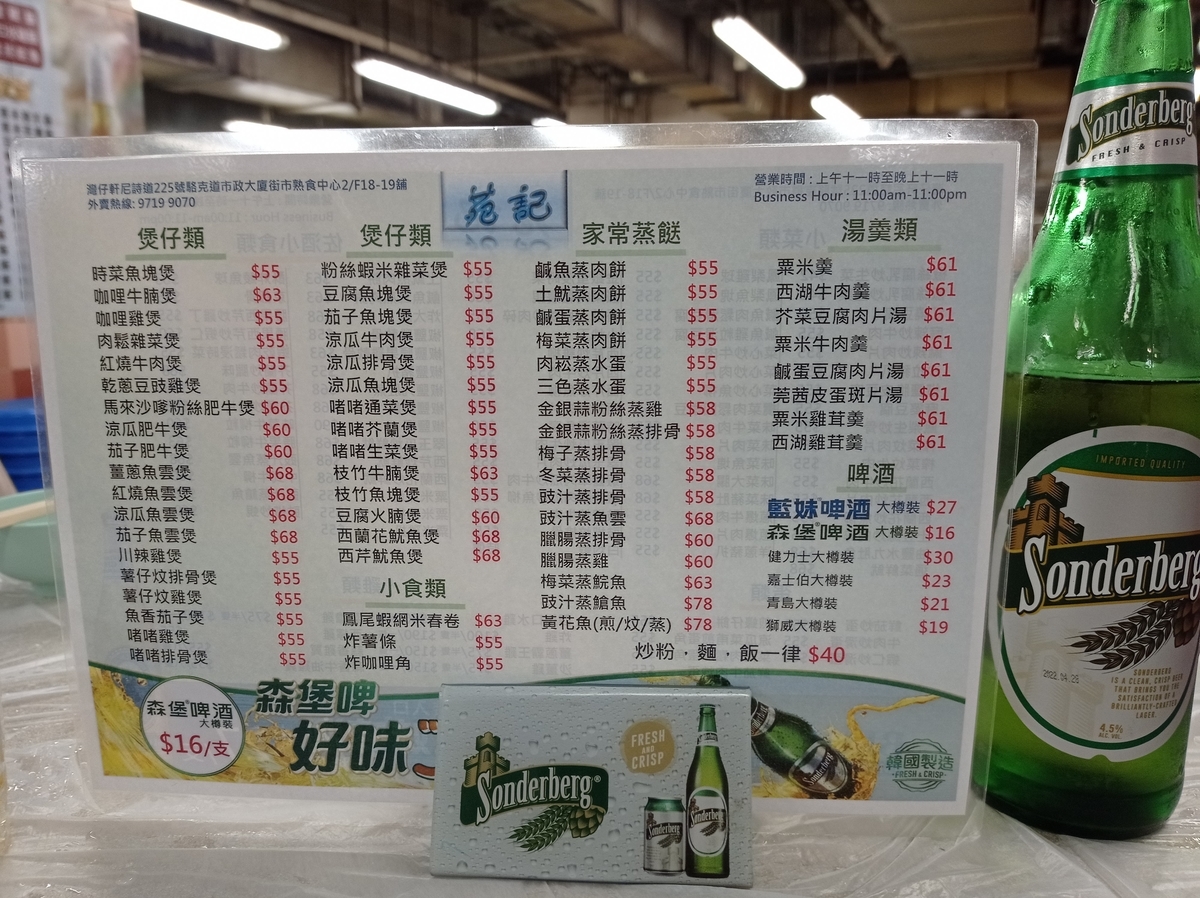 灣仔軒尼詩道225號駱克道市政大廈街市熟食中心2/F18-19舖
外賣熱線: 9719 9070
苑記
營業時間 : 上午十一時至晚上十一時
Business Hour : 11:00am-11:00pm
煲仔類
時菜魚塊煲 $55
咖哩牛腩煲 $63
咖哩雞煲 $55
肉鬆雜菜煲 $55
紅燒牛肉煲 $55
乾蔥豆豉雞煲 $55
馬來沙嗲粉絲肥牛煲 $60
涼瓜肥牛煲 $60
茄子肥牛煲 $60
薑蔥魚雲煲 $68
紅燒魚雲煲 $68
涼瓜魚雲煲 $68
茄子魚雲煲 $68
川辣雞煲 $55
薯仔炆排骨煲 $55
薯仔炆雞煲 $55
魚香茄子煲 $55
啫啫雞煲 $55
啫啫排骨煲 $55
煲仔類
粉絲蝦米雜菜煲 $55
豆腐魚塊煲 $55
茄子魚塊煲 $55
涼瓜牛肉煲 $55
涼瓜排骨煲 $55
涼瓜魚塊煲 $55
啫啫通菜煲 $55
啫啫芥蘭煲 $55
啫啫生菜煲 $55
枝竹牛腩煲 $63
枝竹魚塊煲 $55
豆腐火腩煲 $60
西蘭花魷魚煲 $68
西芹魷魚煲 $68
小食類
鳳尾蝦網米春卷 $63
炸薯條 $55
炸咖哩角 $55
家常蒸餸
鹹魚蒸肉餅 $55
土魷蒸肉餅 $55
鹹蛋蒸肉餅 $55
梅菜蒸肉餅 $55
肉崧蒸水蛋 $55
三色蒸水蛋 $55
金銀蒜粉絲蒸雞 $58
金銀蒜粉絲蒸排骨 $58
梅子蒸排骨 $58
冬菜蒸排骨 $58
豉汁蒸排骨 $58
豉汁蒸魚雲 $68
臘腸蒸排骨 $60
臘腸蒸雞 $60
梅菜蒸鯇魚 $63
豉汁蒸鱠魚 $78
黃花魚(煎/炆/蒸) $78
炒粉 . 麵 . 飯一律 $40
湯羹類
粟米羹 $61
西湖牛肉羹 $61
芥菜豆腐肉片湯 $61
粟米牛肉羹 $61
鹹蛋豆腐肉片湯 $61
莞茜皮蛋斑片湯 $61
粟米雞茸羹 $61
西湖雞茸羹 $61
啤酒
藍妹啤酒 大樽裝 $27
森堡®啤酒 大樽裝 $16
健力士大樽裝 $30
嘉士伯大樽裝 $23
青島大樽裝 $21
獅威大樽裝 $19
森堡®啤酒
大樽裝
$16/支
森堡啤
好味
Sonderberg
韓國製造
FRESH & CRISP
Sonderberg®
FRESH
AND
CRISP
Sonderberg
Sonderberg
Sonderberg
FRESH & CRISP
IMPORTED QUALITY
Sonderberg
2022.04.28
SONDERBERG
IS A CLEAN, CRISP BEER
THAT BRINGS YOU THE
SATISFACTION OF A
BRILLIANTLY-CRAFTED
LAGER.
4.5%
ALC. VOL.